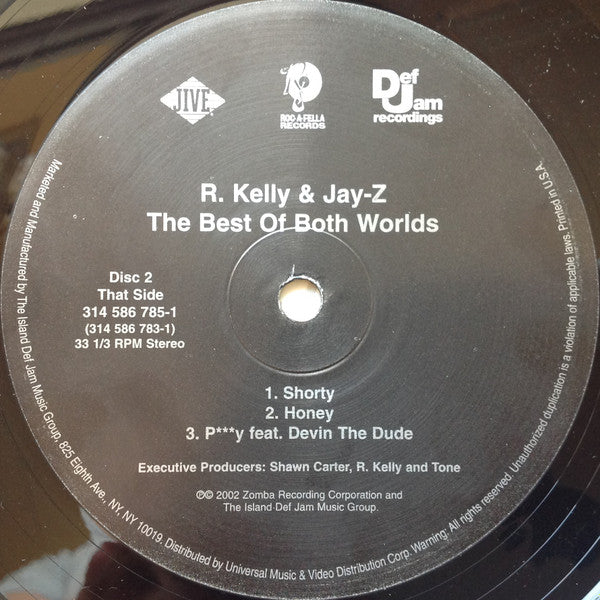 JIVE
ROC-A-FELLA
RECORDS
Def
Jam
recordings
R. Kelly & Jay-Z
The Best Of Both Worlds
Disc 2
That Side
314 586 785-1
(314 586 783-1)
33 1/3 RPM Stereo
1. Shorty
2. Honey
3. P***y feat. Devin The Dude
Executive Producers: Shawn Carter, R. Kelly and Tone
℗© 2002 Zomba Recording Corporation and
The Island Def Jam Music Group.
Marketed and Manufactured by The Island Def Jam Music Group, 825 Eighth Ave., NY, NY 10019. Distributed by Universal Music & Video Distribution Corp. Warning: All rights reserved. Unauthorized duplication is a violation of applicable laws. Printed in U.S.A.